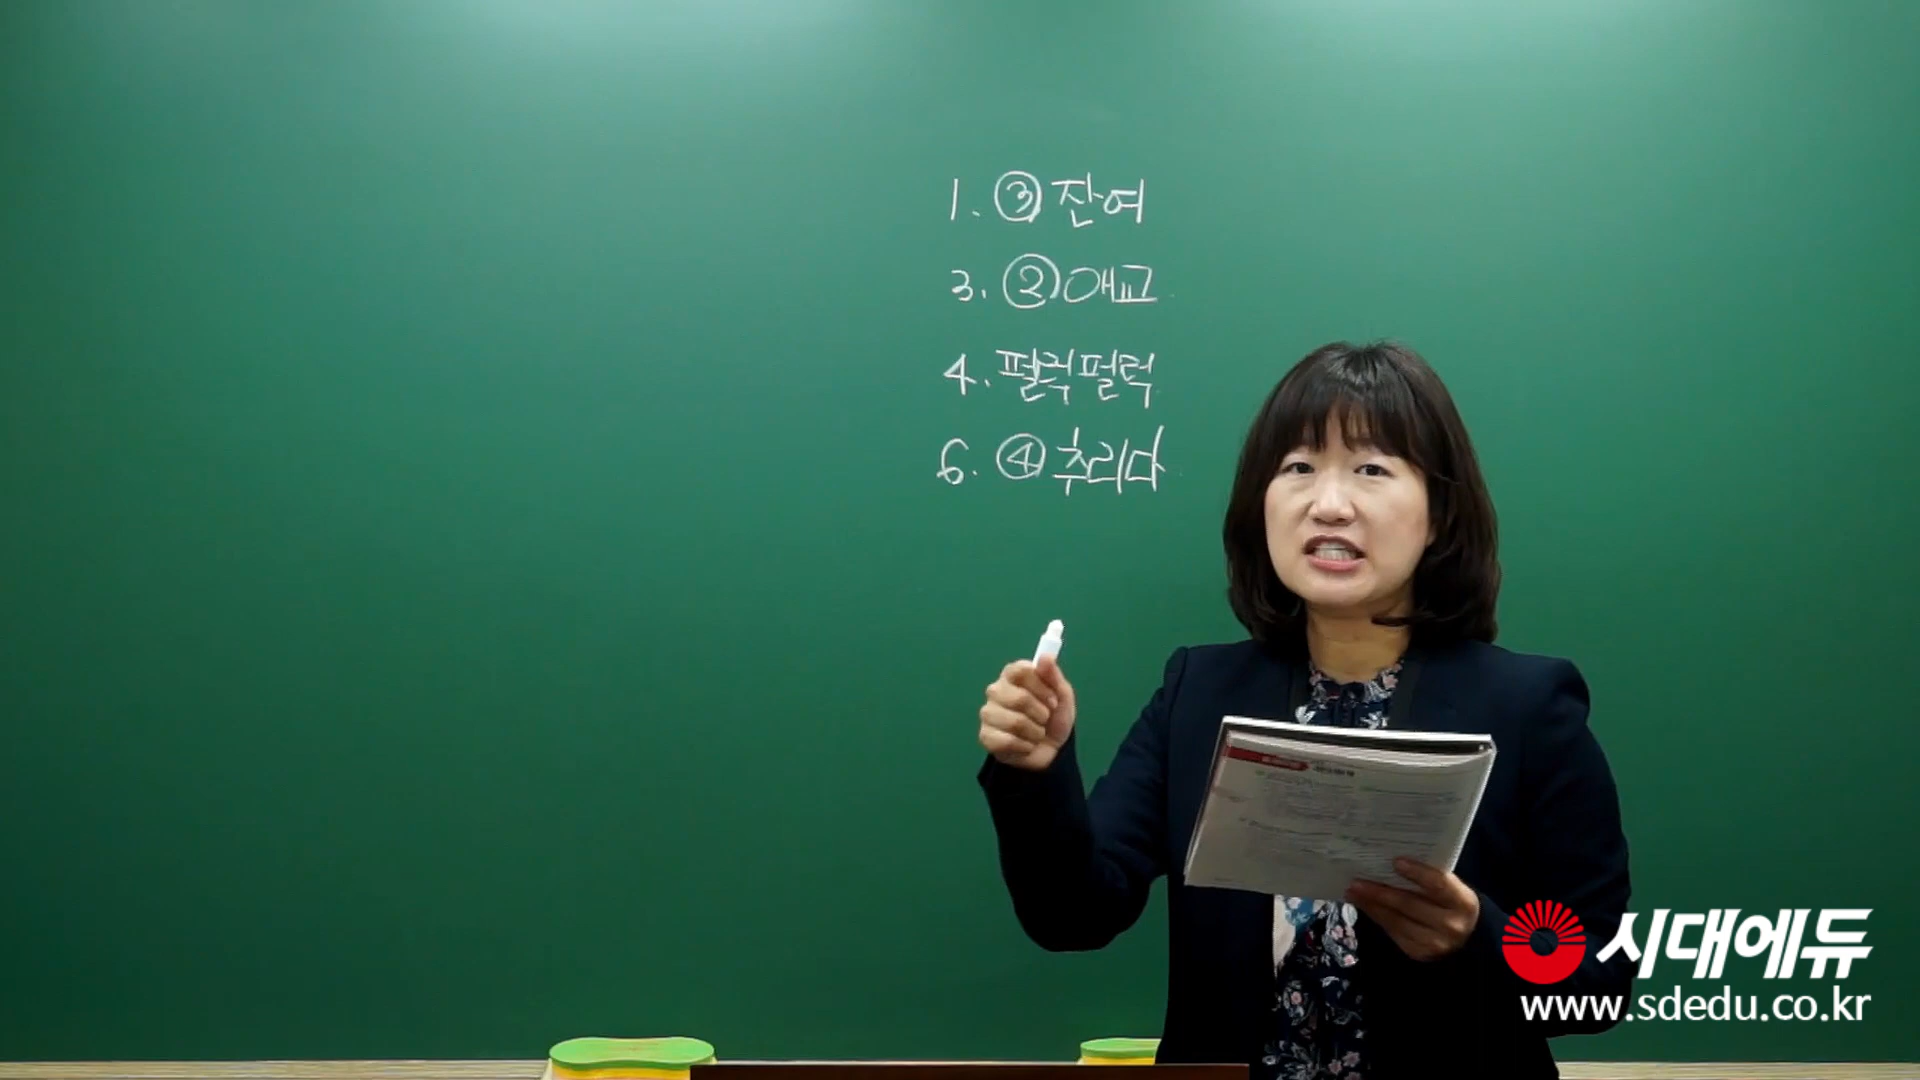 1. ③ 잔여
3. ② 애교
4. 펄럭펄럭
6. ④ 추리다
시대에듀
www.sdedu.co.kr